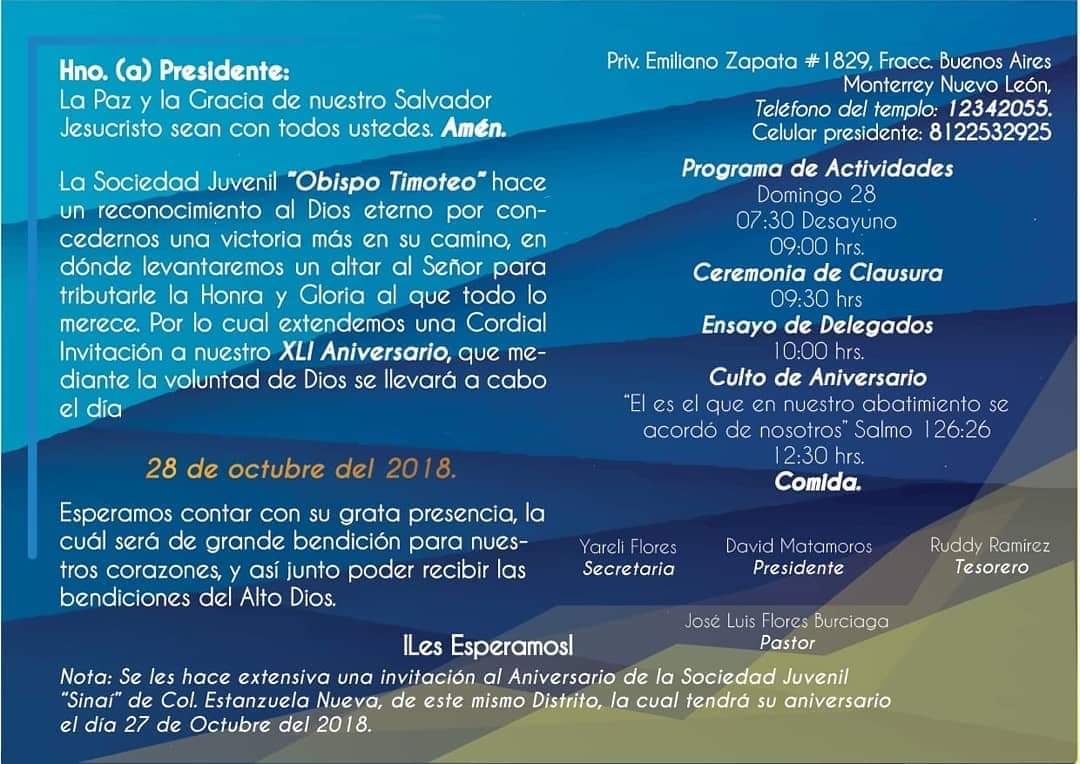 Hno. (a) Presidente:
La Paz y la Gracia de nuestro Salvador
Jesucristo sean con todos ustedes. Amén.
La Sociedad Juvenil "Obispo Timoteo" hace
un reconocimiento al Dios eterno por con-
cedernos una victoria más en su camino, en
dónde levantaremos un altar al Señor para
tributarle la Honra y Gloria al que todo lo
merece. Por lo cual extendemos una Cordial
Invitación a nuestro XLI Aniversario, que me-
diante la voluntad de Dios se llevará a cabo
el día
28 de octubre del 2018.
Esperamos contar con su grata presencia, la
cuál será de grande bendición para nues-
tros corazones, y así junto poder recibir las
bendiciones del Alto Dios.
¡Les Esperamos!
Nota: Se les hace extensiva una invitación al Aniversario de la Sociedad Juvenil
"Sinaí" de Col. Estanzuela Nueva, de este mismo Distrito, la cual tendrá su aniversario
el día 27 de Octubre del 2018.
Priv. Emiliano Zapata #1829, Fracc. Buenos Aires
Monterrey Nuevo León,
Teléfono del templo: 12342055.
Celular presidente: 8122532925
Programa de Actividades
Domingo 28
07:30 Desayuno
09:00 hrs.
Ceremonia de Clausura
09:30 hrs
Ensayo de Delegados
10:00 hrs.
Culto de Aniversario
"El es el que en nuestro abatimiento se
acordó de nosotros" Salmo 126:26
12:30 hrs.
Comida.
Yareli Flores
Secretaria
David Matamoros
Presidente
Ruddy Ramírez
Tesorero
José Luis Flores Burciaga
Pastor